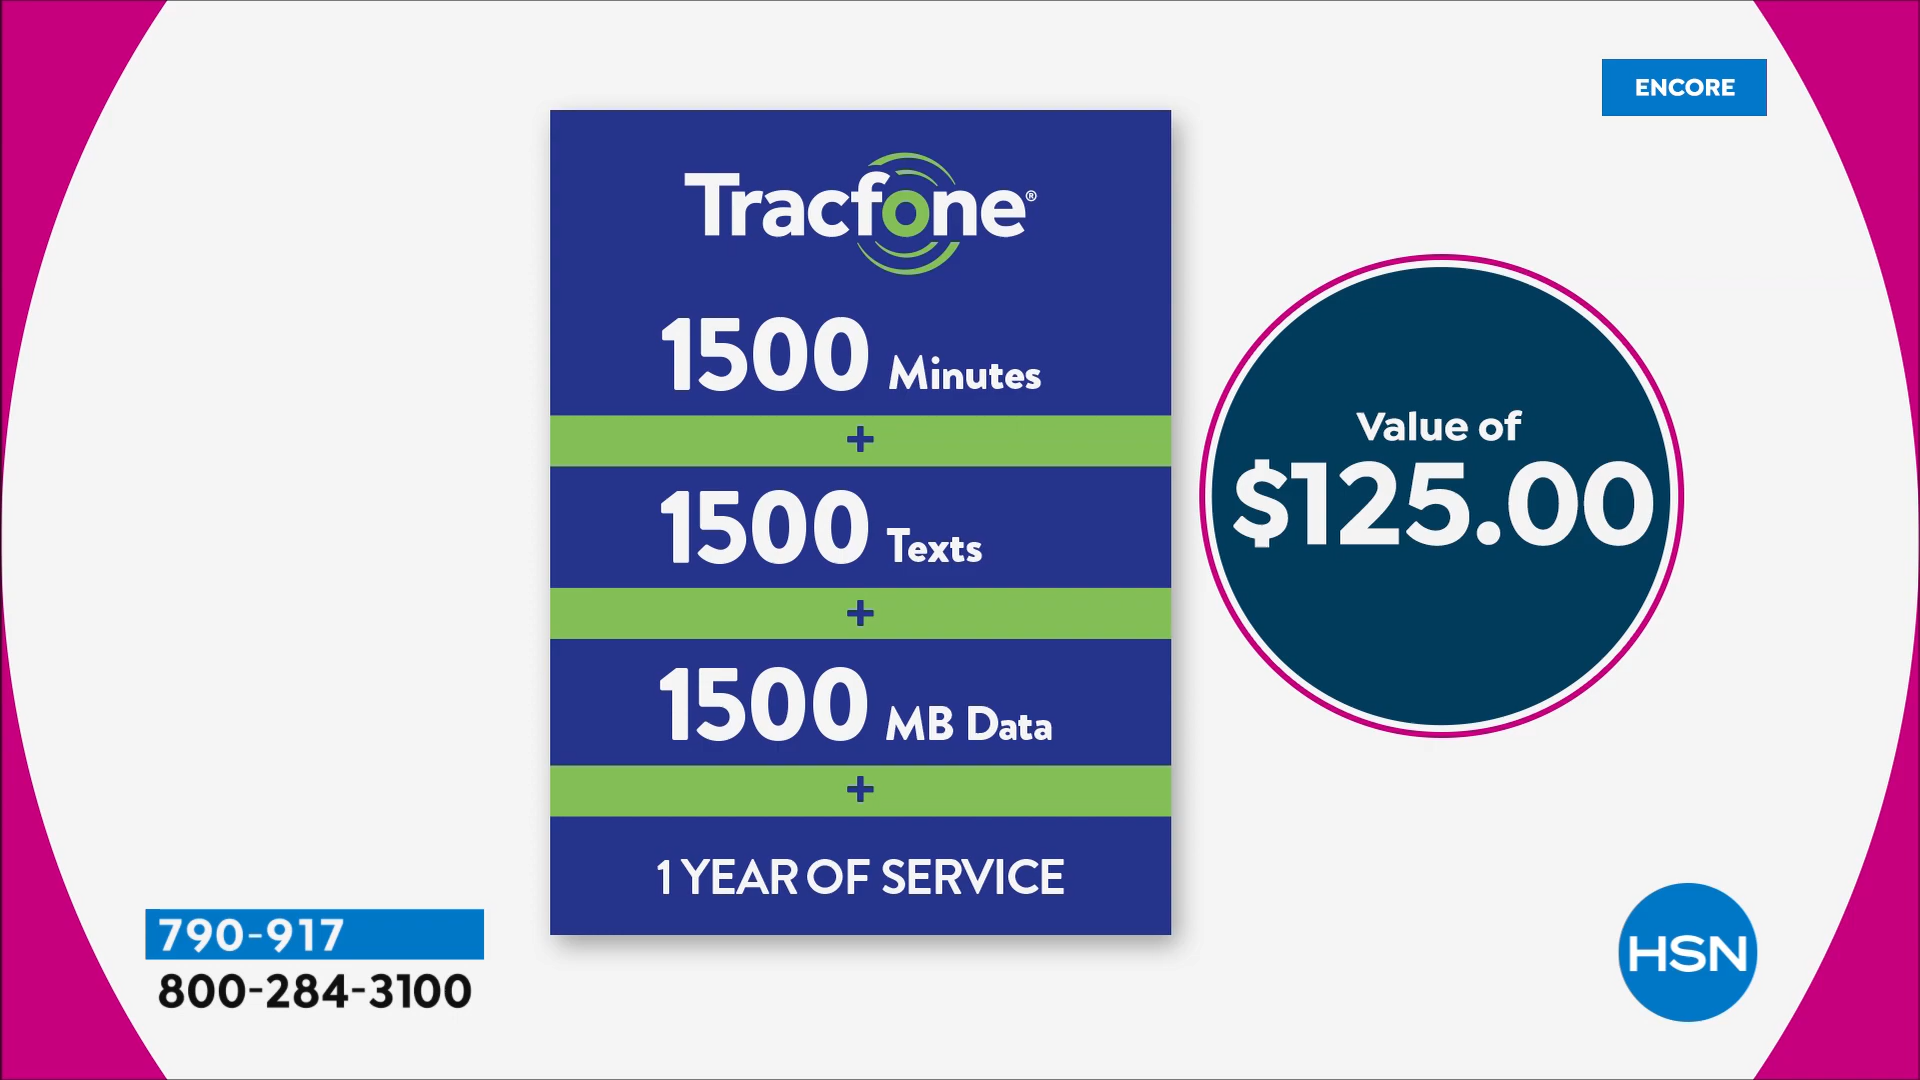 ENCORE
Tracfone®
1500 Minutes
+
1500 Texts
+
1500 MB Data
+
1 YEAR OF SERVICE
Value of
$125.00
790-917
800-284-3100
HSN